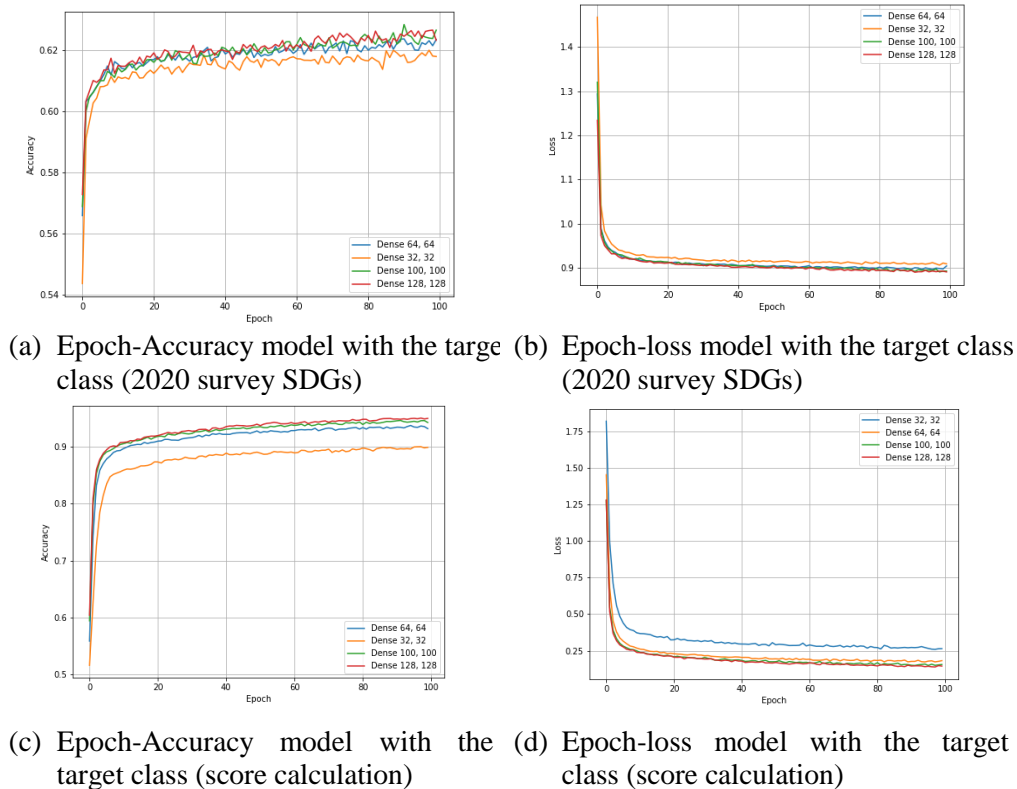 1.4
1.3
1.2
1.1
1.0
0.9
0.62
0.60
0.58
0.56
0.54
Accuracy
Loss
Dense 64, 64
Dense 32, 32
Dense 100, 100
Dense 128, 128
Dense 64, 64
Dense 32, 32
Dense 100, 100
Dense 128, 128
0 20 40 60 80 100
Epoch
0 20 40 60 80 100
Epoch
(a) Epoch-Accuracy model with the targe
class (2020 survey SDGs)
(b) Epoch-loss model with the target class
(2020 survey SDGs)
0.9
0.8
0.7
0.6
0.5
Accuracy
Dense 64, 64
Dense 32, 32
Dense 100, 100
Dense 128, 128
0 20 40 60 80 100
Epoch
1.75
1.50
1.25
1.00
0.75
0.50
0.25
Loss
Dense 32, 32
Dense 64, 64
Dense 100, 100
Dense 128, 128
0 20 40 60 80 100
Epoch
(c) Epoch-Accuracy model with the
target class (score calculation)
(d) Epoch-loss model with the target
class (score calculation)